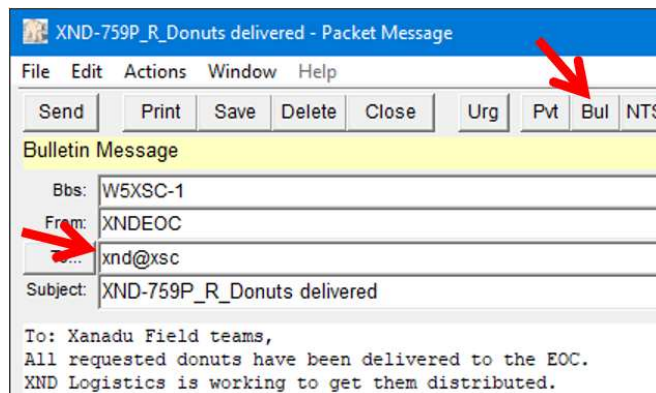 XND-759P_R_Donuts delivered - Packet Message
File Edit Actions Window Help
Send Print Save Delete Close Urg Pvt Bul NTS
Bulletin Message
Bbs: W5XSC-1
From: XNDEOC
xnd@xsc
Subject: XND-759P_R_Donuts delivered
To: Xanadu Field teams,
All requested donuts have been delivered to the EOC.
XND Logistics is working to get them distributed.